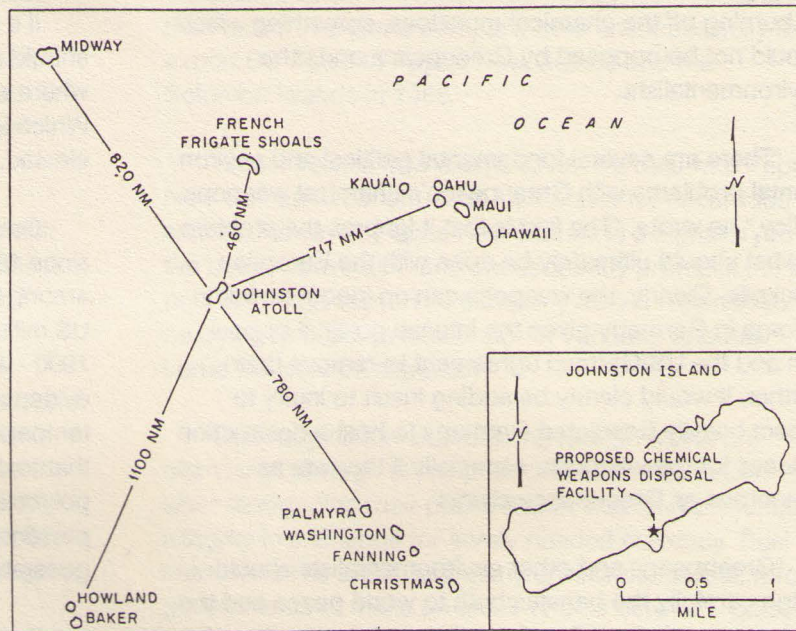 MIDWAY
PACIFIC
OCEAN
FRENCH
FRIGATE SHOALS
820 NM
460 NM
KAUAI
OAHU
MAUI
HAWAII
N
717 NM
JOHNSTON
ATOLL
780 NM
1100 NM
PALMYRA
WASHINGTON
FANNING
CHRISTMAS
HOWLAND
BAKER
JOHNSTON ISLAND
N
PROPOSED CHEMICAL
WEAPONS DISPOSAL
FACILITY
0 0.5 1
MILE